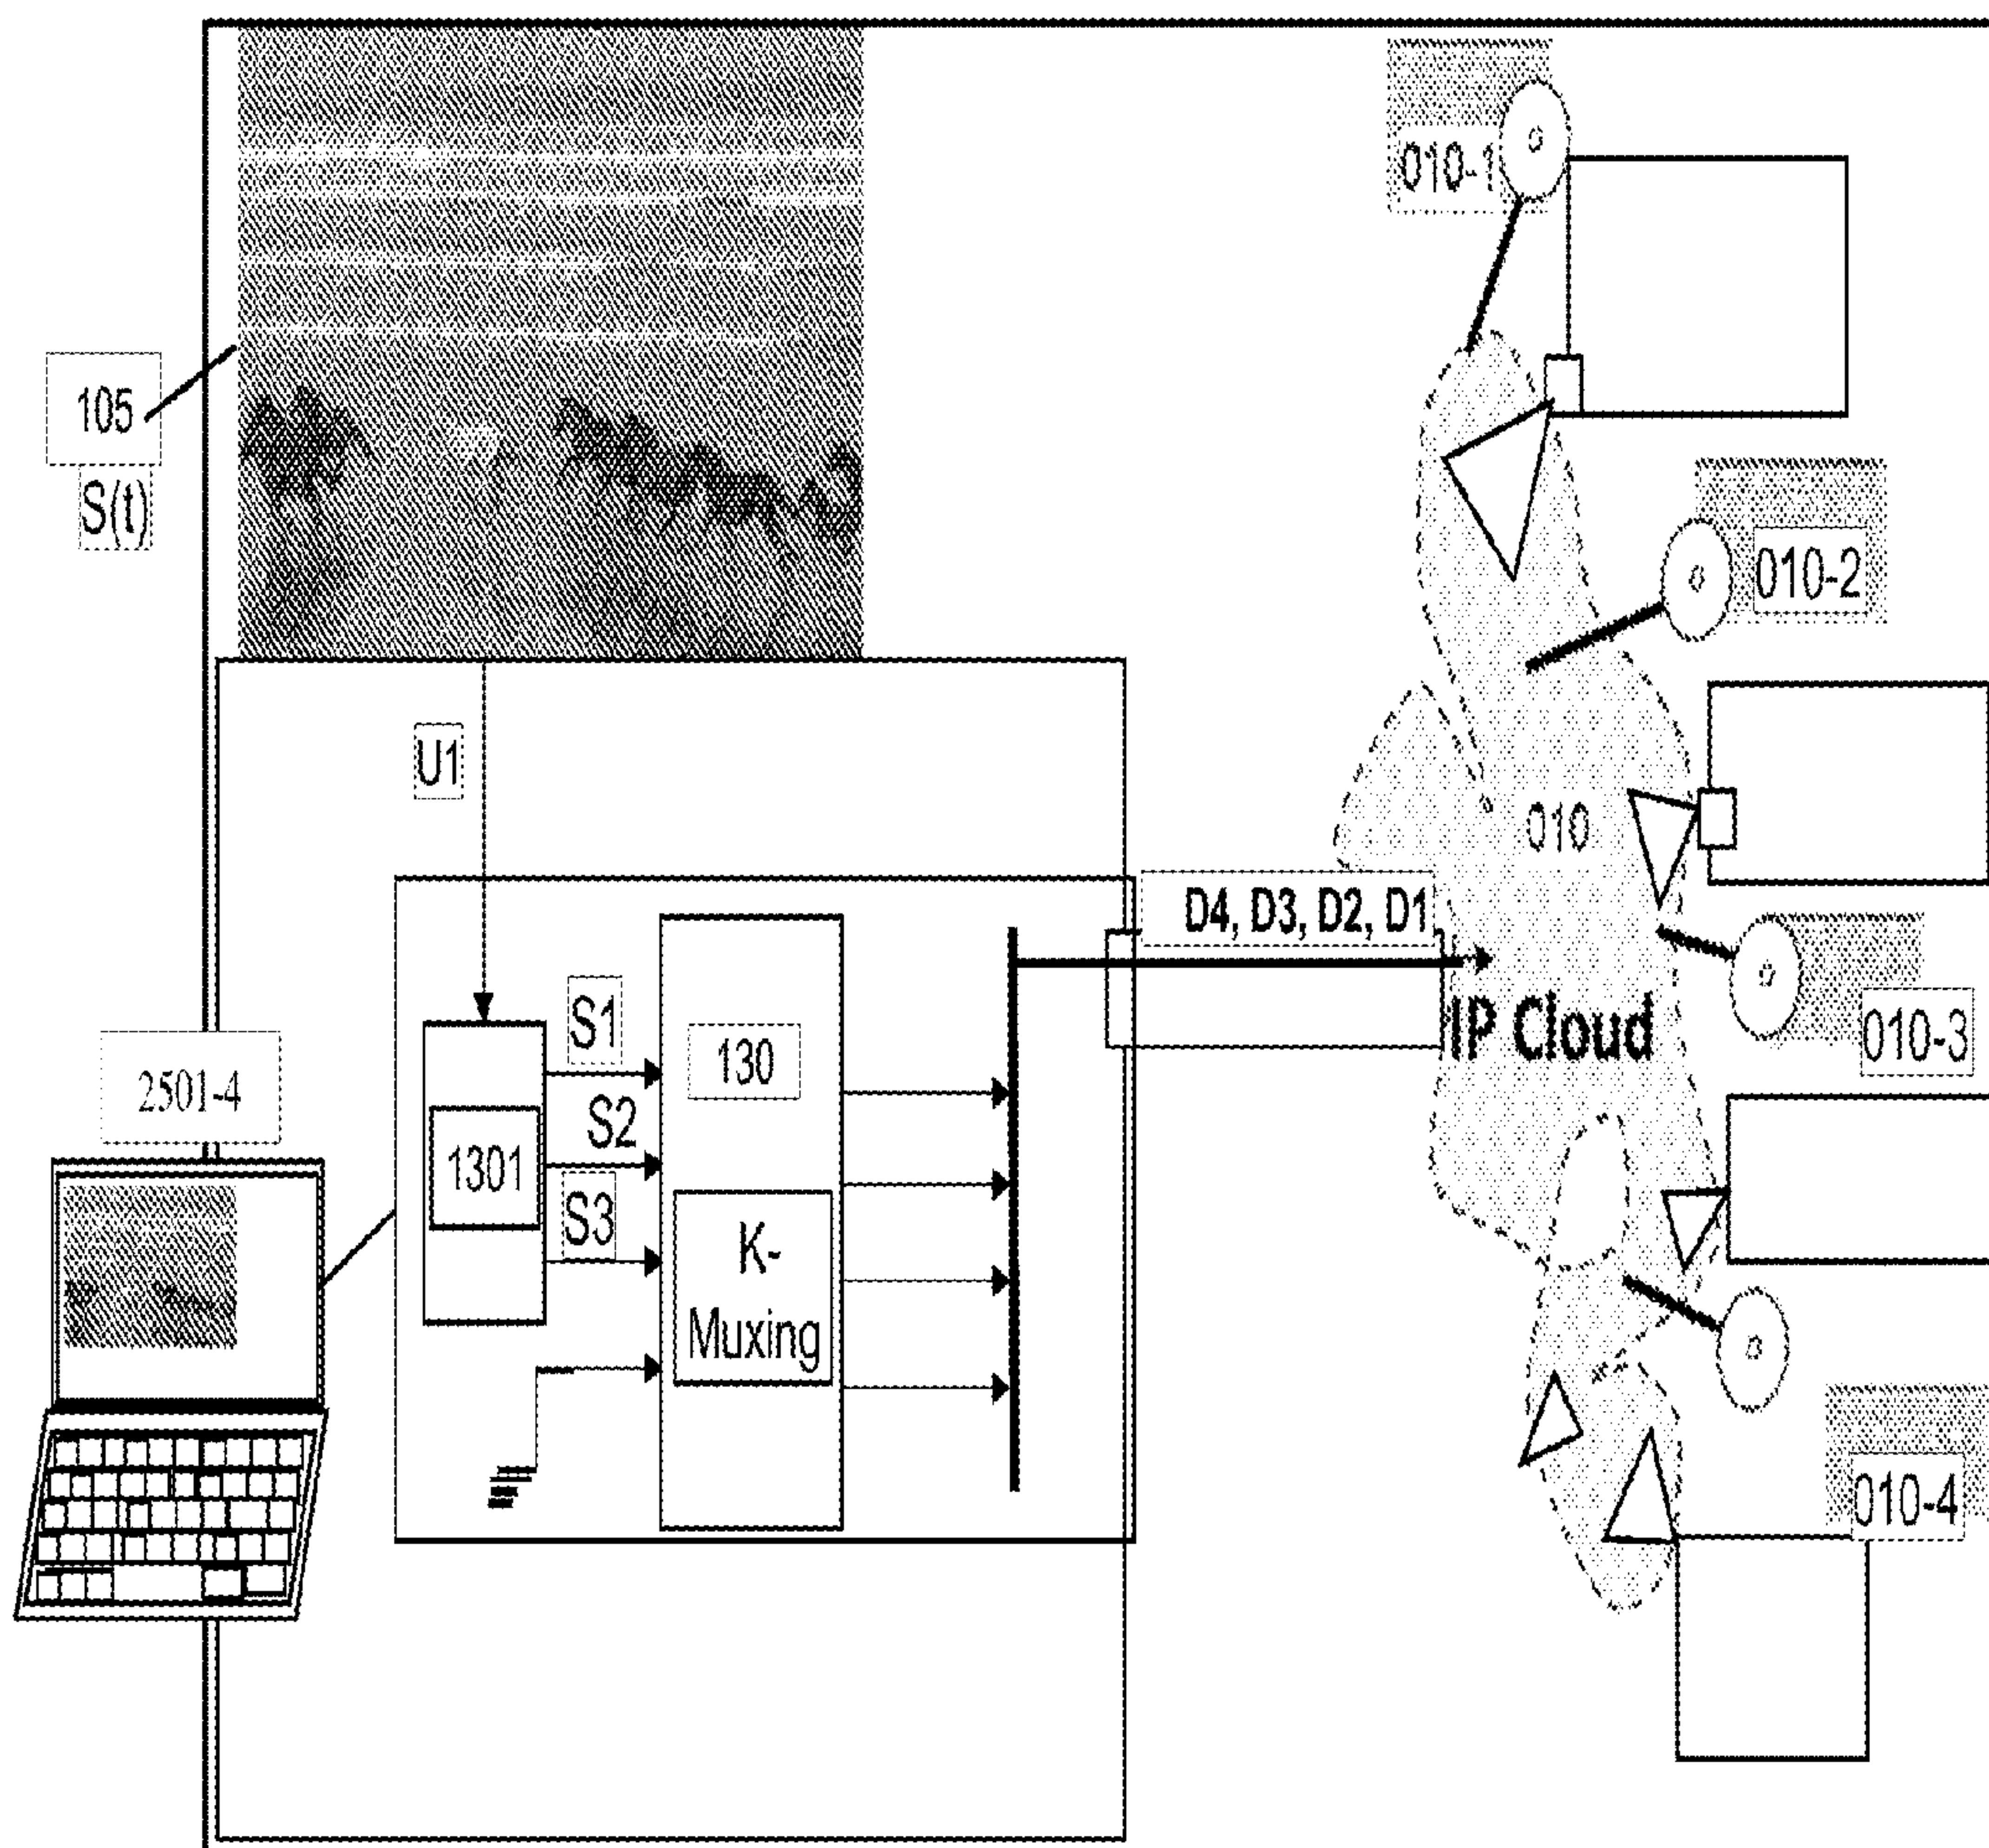 010-1
105
S(t)
010-2
U1
010
D4, D3, D2, D1
S1
IP Cloud
130
010-3
2501-4
S2
1301
S3
K-
Muxing
010-4